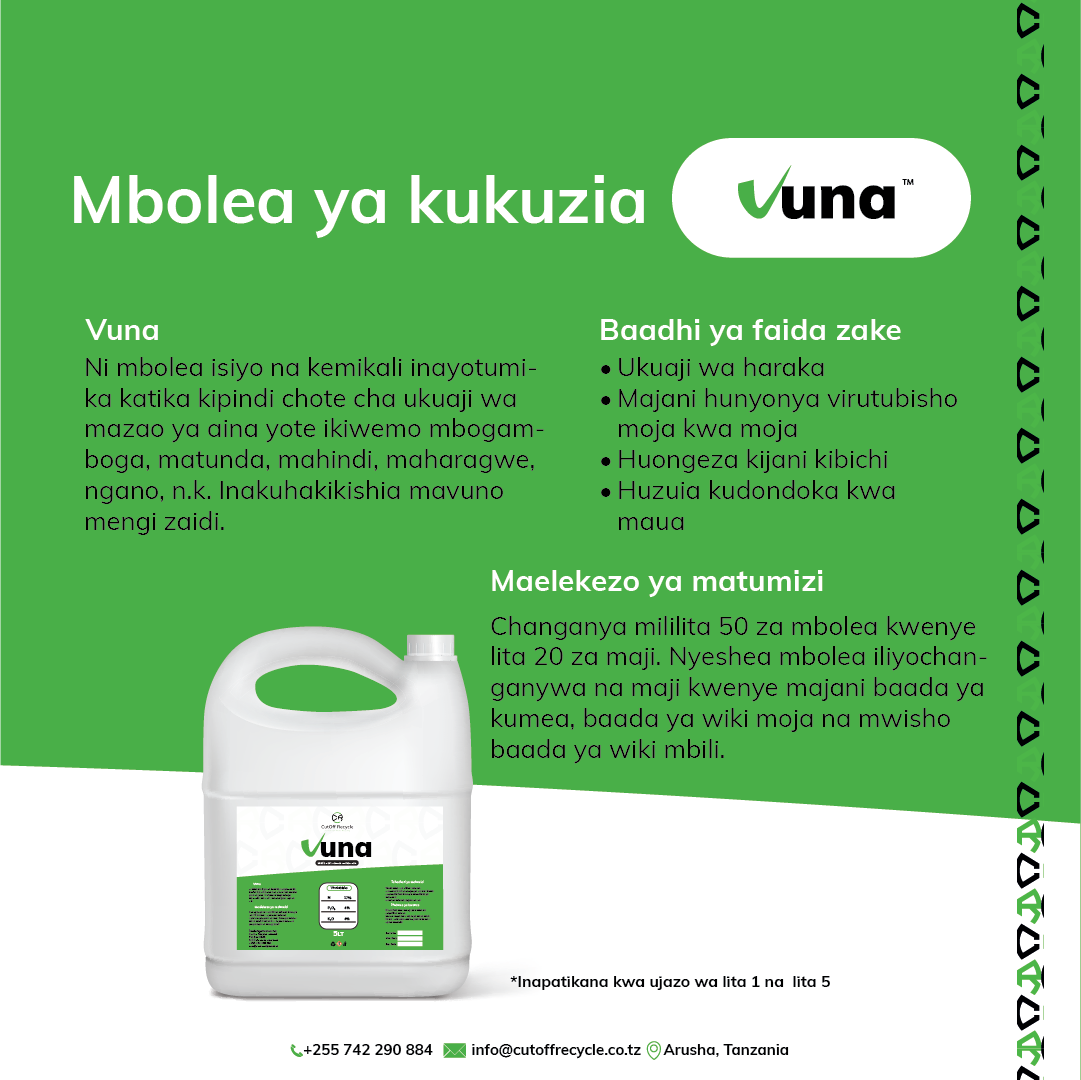 Mbolea ya kukuzia
Vuna™
Vuna
Ni mbolea isiyo na kemikali inayotumi-
ka katika kipindi chote cha ukuaji wa
mazao ya aina yote ikiwemo mbogam-
boga, matunda, mahindi, maharagwe,
ngano, n.k. Inakuhakikishia mavuno
mengi zaidi.
Baadhi ya faida zake
• Ukuaji wa haraka
• Majani hunyonya virutubisho
moja kwa moja
• Huongeza kijani kibichi
• Huzuia kudondoka kwa
maua
Maelekezo ya matumizi
Changanya mililita 50 za mbolea kwenye
lita 20 za maji. Nyeshea mbolea iliyochan-
ganywa na maji kwenye majani baada ya
kumea, baada ya wiki moja na mwisho
baada ya wiki mbili.
CutOff Recycle
Vuna
5LT
*Inapatikana kwa ujazo wa lita 1 na lita 5
+255 742 290 884 info@cutoffrecycle.co.tz Arusha, Tanzania